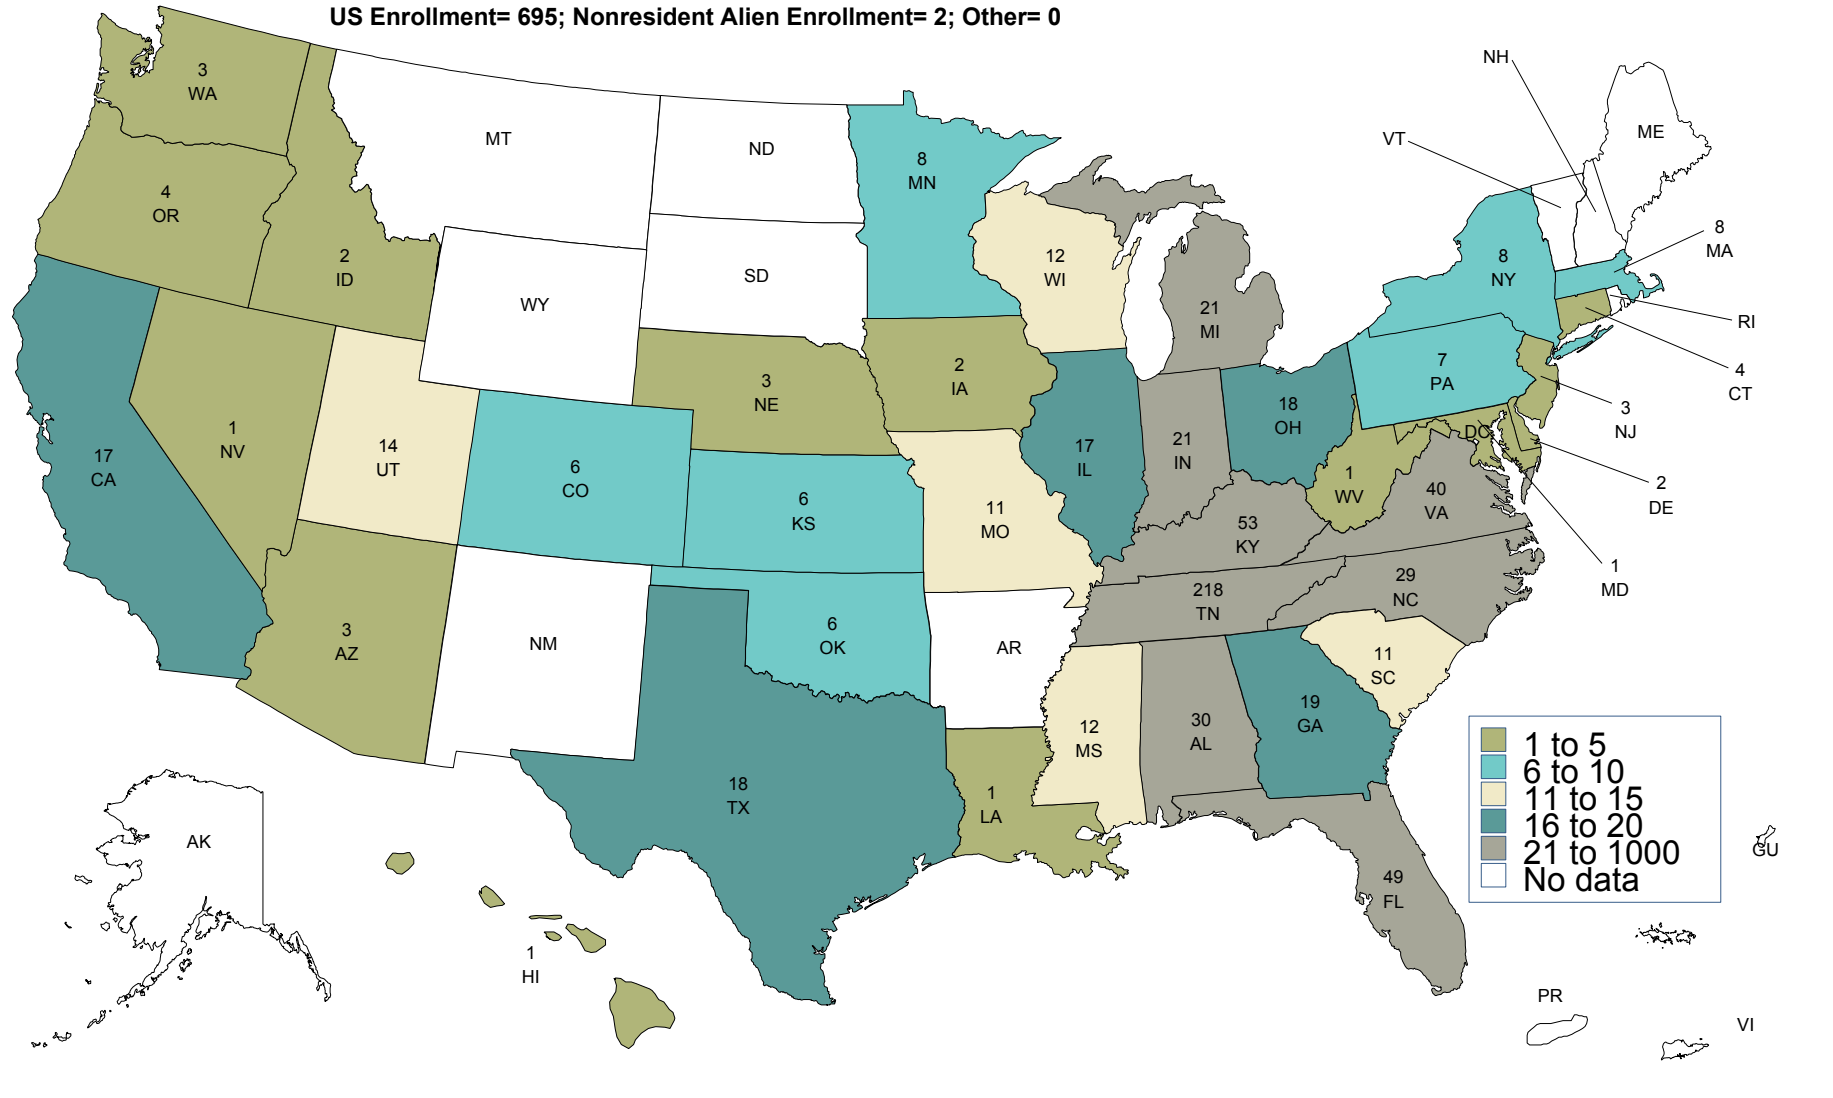 US Enrollment= 695; Nonresident Alien Enrollment= 2; Other= 0
3
WA
4
OR
2
ID
MT
ND
8
MN
SD
WY
12
WI
21
MI
NH
VT
ME
8
NY
8
MA
RI
4
CT
3
NJ
2
DE
1
MD
DC
7
PA
18
OH
21
IN
17
IL
2
IA
3
NE
17
CA
1
NV
14
UT
6
CO
6
KS
11
MO
53
KY
1
WV
40
VA
29
NC
218
TN
11
SC
3
AZ
NM
6
OK
AR
18
TX
1
LA
12
MS
30
AL
19
GA
49
FL
AK
1
HI
1 to 5
6 to 10
11 to 15
16 to 20
21 to 1000
No data
GU
PR
VI